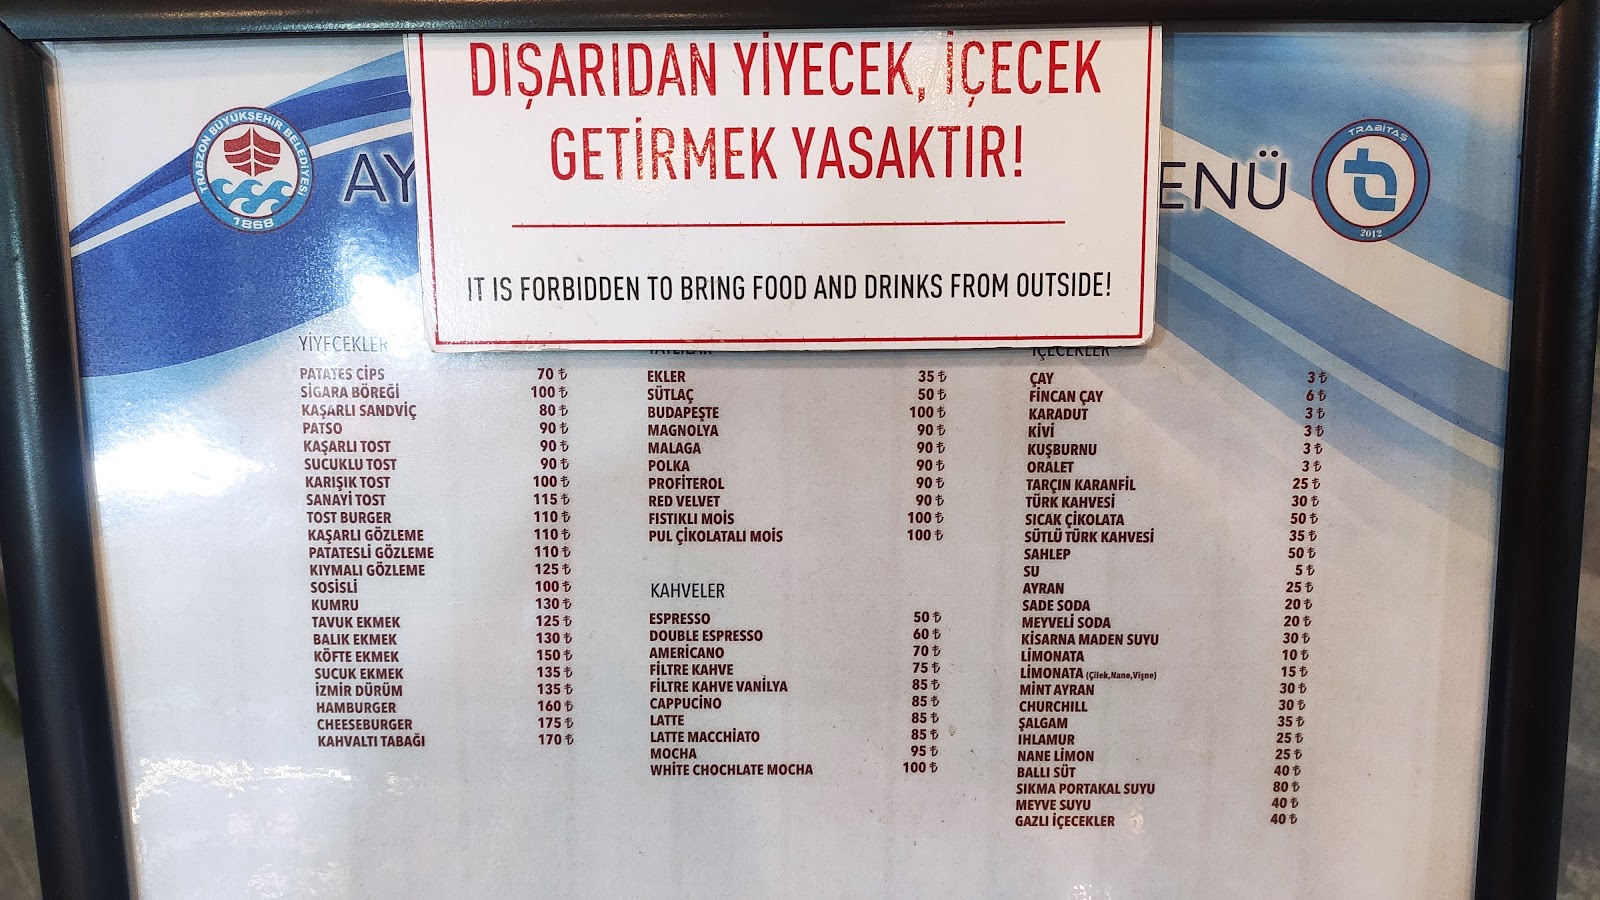 DIŞARIDAN YİYECEK, İÇECEK
GETİRMEK YASAKTIR!
IT IS FORBIDDEN TO BRING FOOD AND DRINKS FROM OUTSIDE!
TRABZON BÜYÜKŞEHİR BELEDİYESİ
1868
AY
ENÜ
TRABİTAŞ
2012
YİYECEKLER
PATATES CİPS 70 ₺
SİGARA BÖREĞİ 100 ₺
KAŞARLI SANDVİÇ 80 ₺
PATSO 90 ₺
KAŞARLI TOST 90 ₺
SUCUKLU TOST 90 ₺
KARIŞIK TOST 100 ₺
SANAYİ TOST 115 ₺
TOST BURGER 110 ₺
KAŞARLI GÖZLEME 110 ₺
PATATESLİ GÖZLEME 110 ₺
KIYMALI GÖZLEME 125 ₺
SOSİSLİ 100 ₺
KUMRU 130 ₺
TAVUK EKMEK 125 ₺
BALIK EKMEK 130 ₺
KÖFTE EKMEK 150 ₺
SUCUK EKMEK 135 ₺
İZMİR DÜRÜM 135 ₺
HAMBURGER 160 ₺
CHEESEBURGER 175 ₺
KAHVALTI TABAĞI 170 ₺
TATLILAR
EKLER 35 ₺
SÜTLAÇ 50 ₺
BUDAPEŞTE 100 ₺
MAGNOLYA 90 ₺
MALAGA 90 ₺
POLKA 90 ₺
PROFİTEROL 90 ₺
RED VELVET 90 ₺
FISTIKLI MOİS 100 ₺
PUL ÇİKOLATALI MOİS 100 ₺
KAHVELER
ESPRESSO 50 ₺
DOUBLE ESPRESSO 60 ₺
AMERICANO 70 ₺
FİLTRE KAHVE 75 ₺
FİLTRE KAHVE VANİLYA 85 ₺
CAPPUCİNO 85 ₺
LATTE 85 ₺
LATTE MACCHİATO 85 ₺
MOCHA 95 ₺
WHİTE CHOCHLATE MOCHA 100 ₺
İÇECEKLER
ÇAY 3 ₺
FİNCAN ÇAY 6 ₺
KARADUT 3 ₺
KİVİ 3 ₺
KUŞBURNU 3 ₺
ORALET 3 ₺
TARÇIN KARANFİL 25 ₺
TÜRK KAHVESİ 30 ₺
SICAK ÇİKOLATA 50 ₺
SÜTLÜ TÜRK KAHVESİ 35 ₺
SAHLEP 50 ₺
SU 5 ₺
AYRAN 25 ₺
SADE SODA 20 ₺
MEYVELİ SODA 20 ₺
KİSARNA MADEN SUYU 30 ₺
LİMONATA 10 ₺
LİMONATA (Çilek,Nane,Vişne) 15 ₺
MİNT AYRAN 30 ₺
CHURCHILL 30 ₺
ŞALGAM 35 ₺
IHLAMUR 25 ₺
NANE LİMON 25 ₺
BALLI SÜT 40 ₺
SIKMA PORTAKAL SUYU 80 ₺
MEYVE SUYU 40 ₺
GAZLI İÇECEKLER 40 ₺